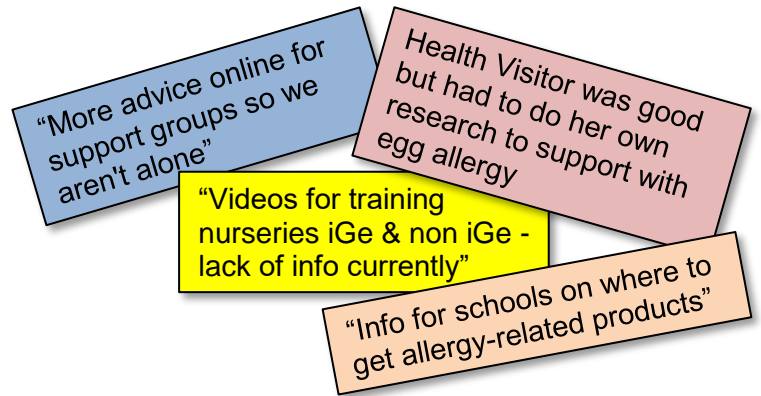 “More advice online for
support groups so we
aren't alone”
Health Visitor was good
but had to do her own
research to support with
egg allergy
“Videos for training
nurseries iGe & non iGe -
lack of info currently”
“Info for schools on where to
get allergy-related products”